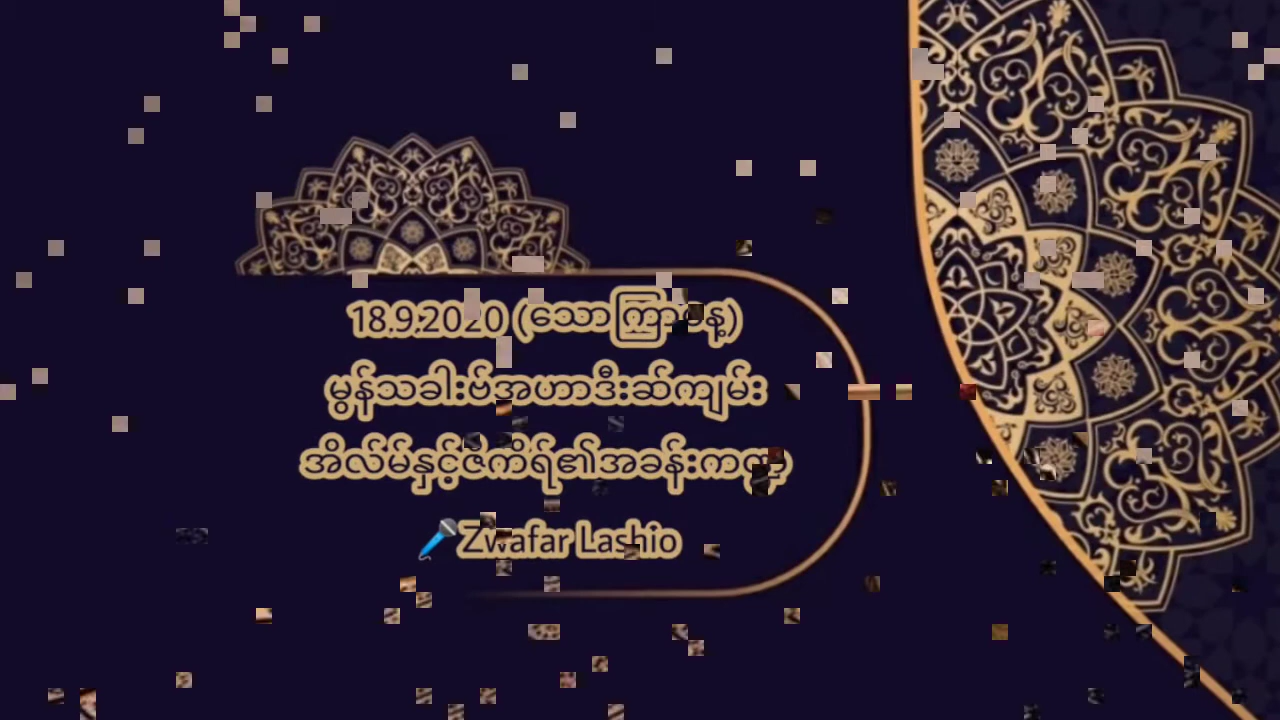 18.9.2020 (သောကြာနေ့)
မွန်သခါးဗ်အဟာဒီးဆ်ကျမ်း
အိလ်မ်နှင့်ဇိကိရ်၏အခန်းကဏ္ဍ
🎤Zwafar Lashio